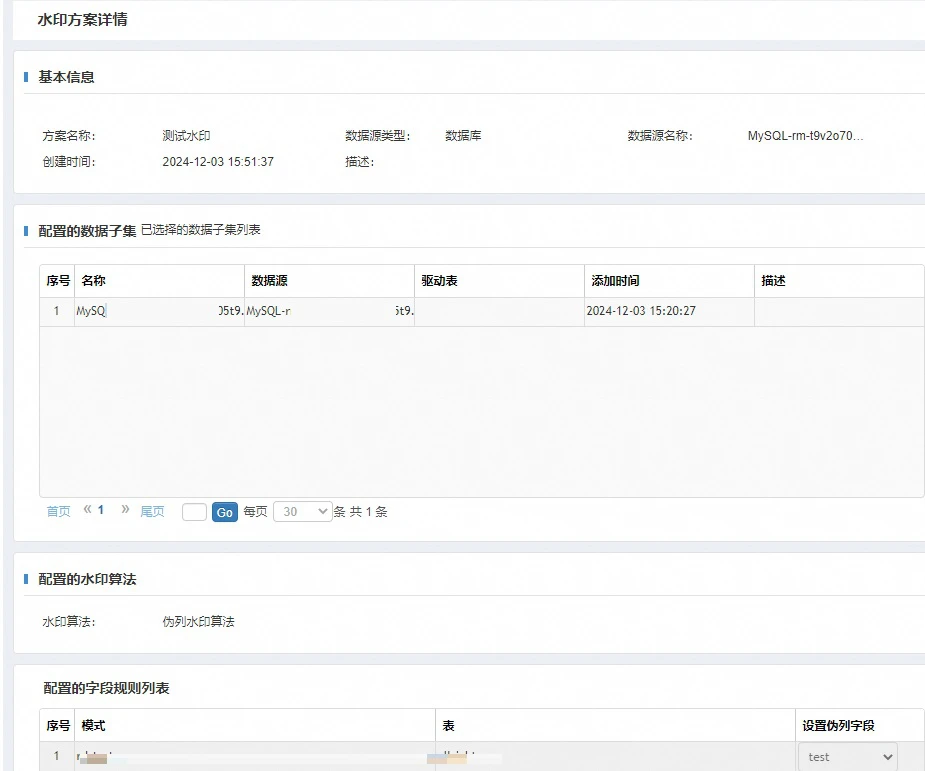 水印方案详情
基本信息
方案名称: 测试水印 数据源类型: 数据库 数据源名称: MySQL-rm-t9v2o70...
创建时间: 2024-12-03 15:51:37 描述:
配置的数据子集 已选择的数据子集列表
序号 名称 数据源 驱动表 添加时间 描述
1 MySQ 05t9. MySQL-r 5t9. 2024-12-03 15:20:27
首页 « 1 » 尾页 Go 每页 30 条 共 1 条
配置的水印算法
水印算法: 伪列水印算法
配置的字段规则列表
序号 模式 表 设置伪列字段
1 test